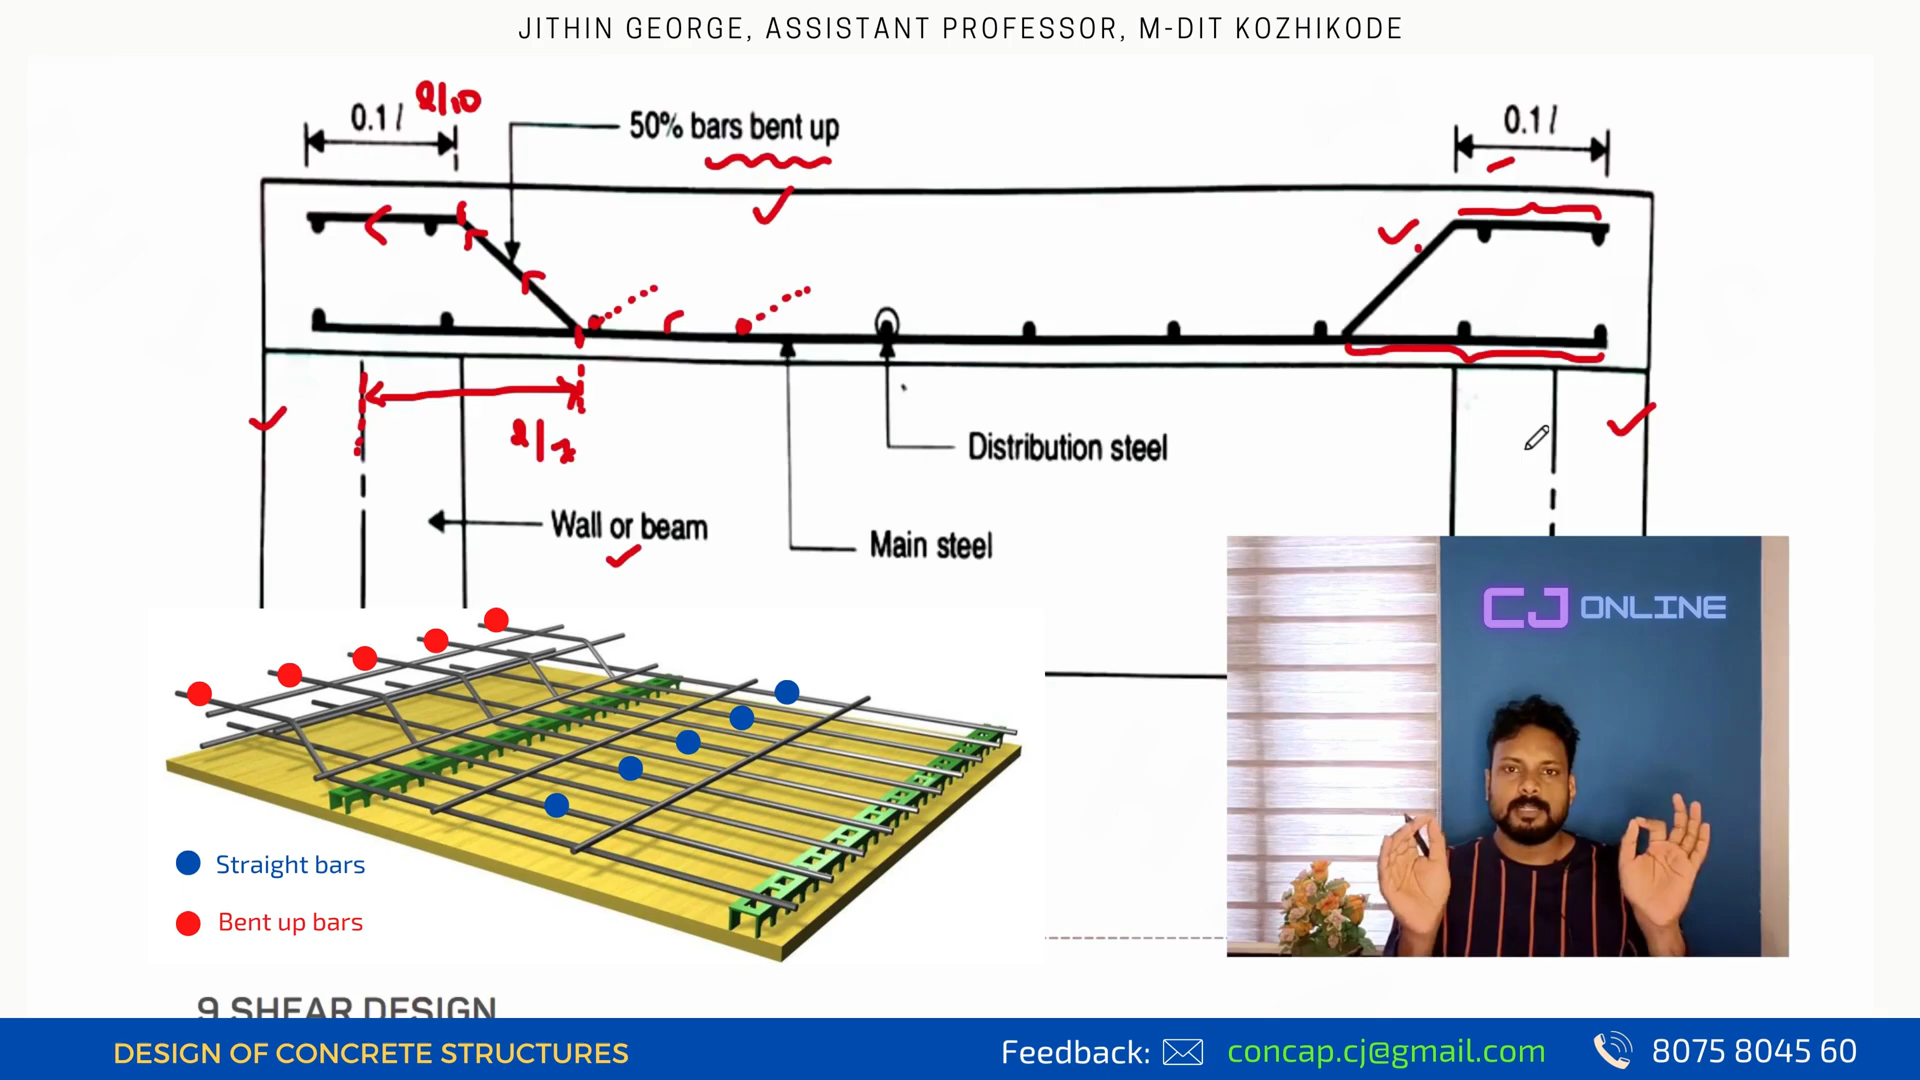 JITHIN GEORGE, ASSISTANT PROFESSOR, M-DIT KOZHIKODE
0.1 l
l/10
50% bars bent up
0.1 l
l/7
Distribution steel
Wall or beam
Main steel
CJ ONLINE
Straight bars
Bent up bars
9 SHEAR DESIGN
DESIGN OF CONCRETE STRUCTURES
Feedback: concap.cj@gmail.com 8075 8045 60